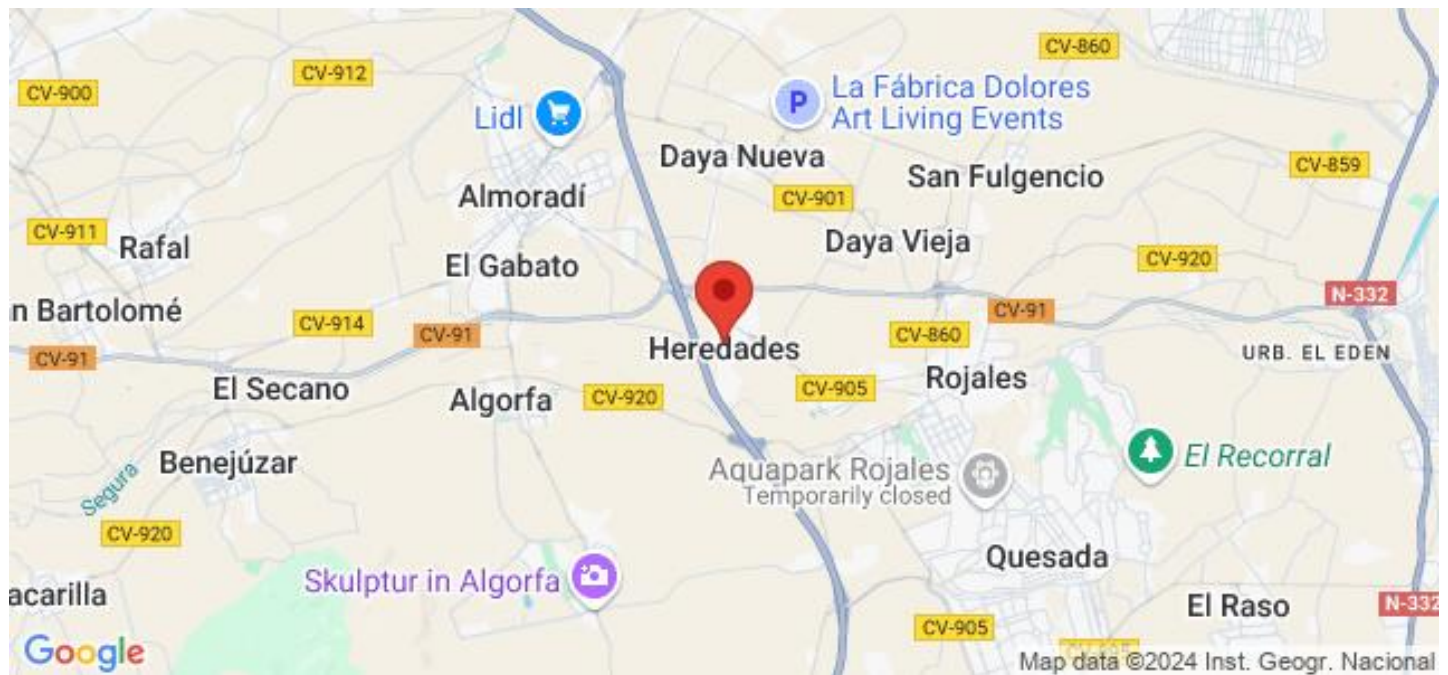 CV-860
CV-912
CV-900
La Fábrica Dolores
Art Living Events
P
Lidl
Daya Nueva
San Fulgencio
CV-859
Almoradí
CV-901
CV-911
Rafal
Daya Vieja
El Gabato
CV-920
N-332
n Bartolomé
CV-914
CV-91
CV-91
CV-860
Heredades
URB. EL EDEN
CV-91
El Secano
Rojales
CV-905
Algorfa
CV-920
El Recorral
Benejúzar
Aquapark Rojales
Temporarily closed
Segura
CV-920
Quesada
Skulptur in Algorfa
acarilla
El Raso
N-332
CV-905
Google
Map data ©2024 Inst. Geogr. Nacional